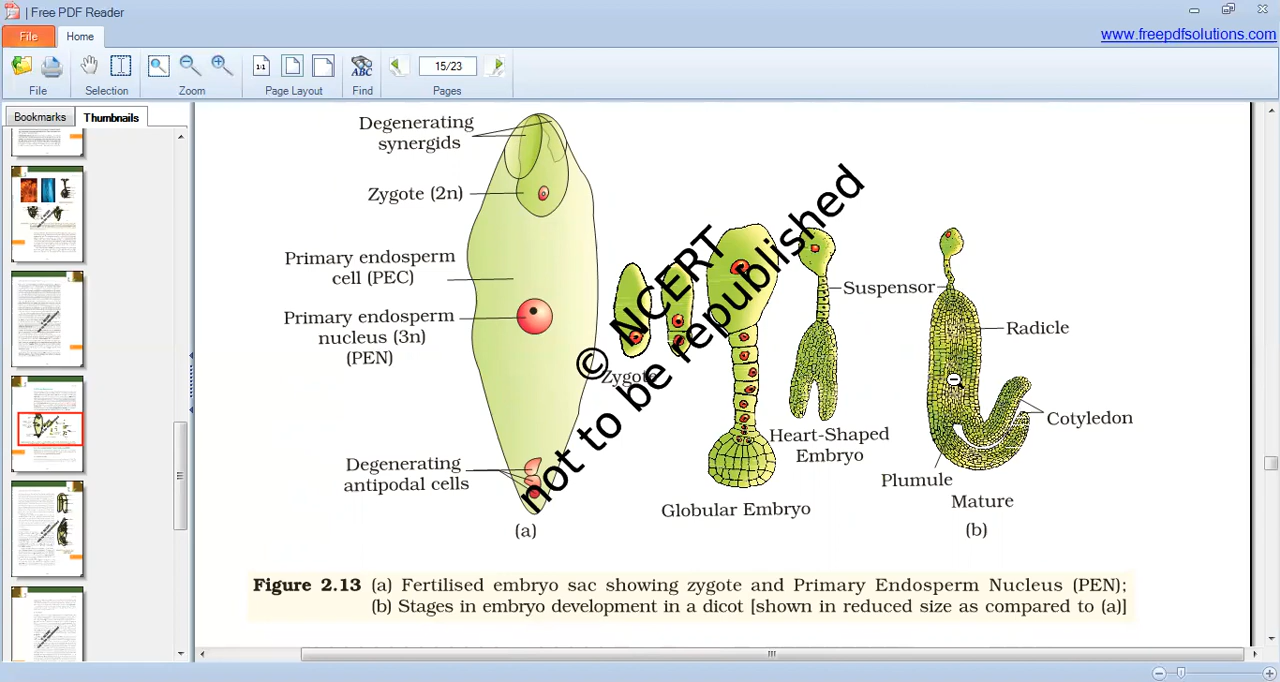 Free PDF Reader
File
Home
www.freepdfsolutions.com
1:1
ABC
15/23
File
Selection
Zoom
Page Layout
Find
Pages
Bookmarks
Thumbnails
Degenerating
synergids
Zygote (2n)
Primary endosperm
cell (PEC)
Primary endosperm
nucleus (3n)
(PEN)
Degenerating
antipodal cells
(a)
© NCERT
not to be republished
Zygote
Suspensor
Radicle
Cotyledon
Heart-Shaped
Embryo
Globular Embryo
Plumule
Mature
(b)
Figure 2.13 (a) Fertilised embryo sac showing zygote and Primary Endosperm Nucleus (PEN);
(b) Stages in embryo development in a dicot [shown in reduced size as compared to (a)]